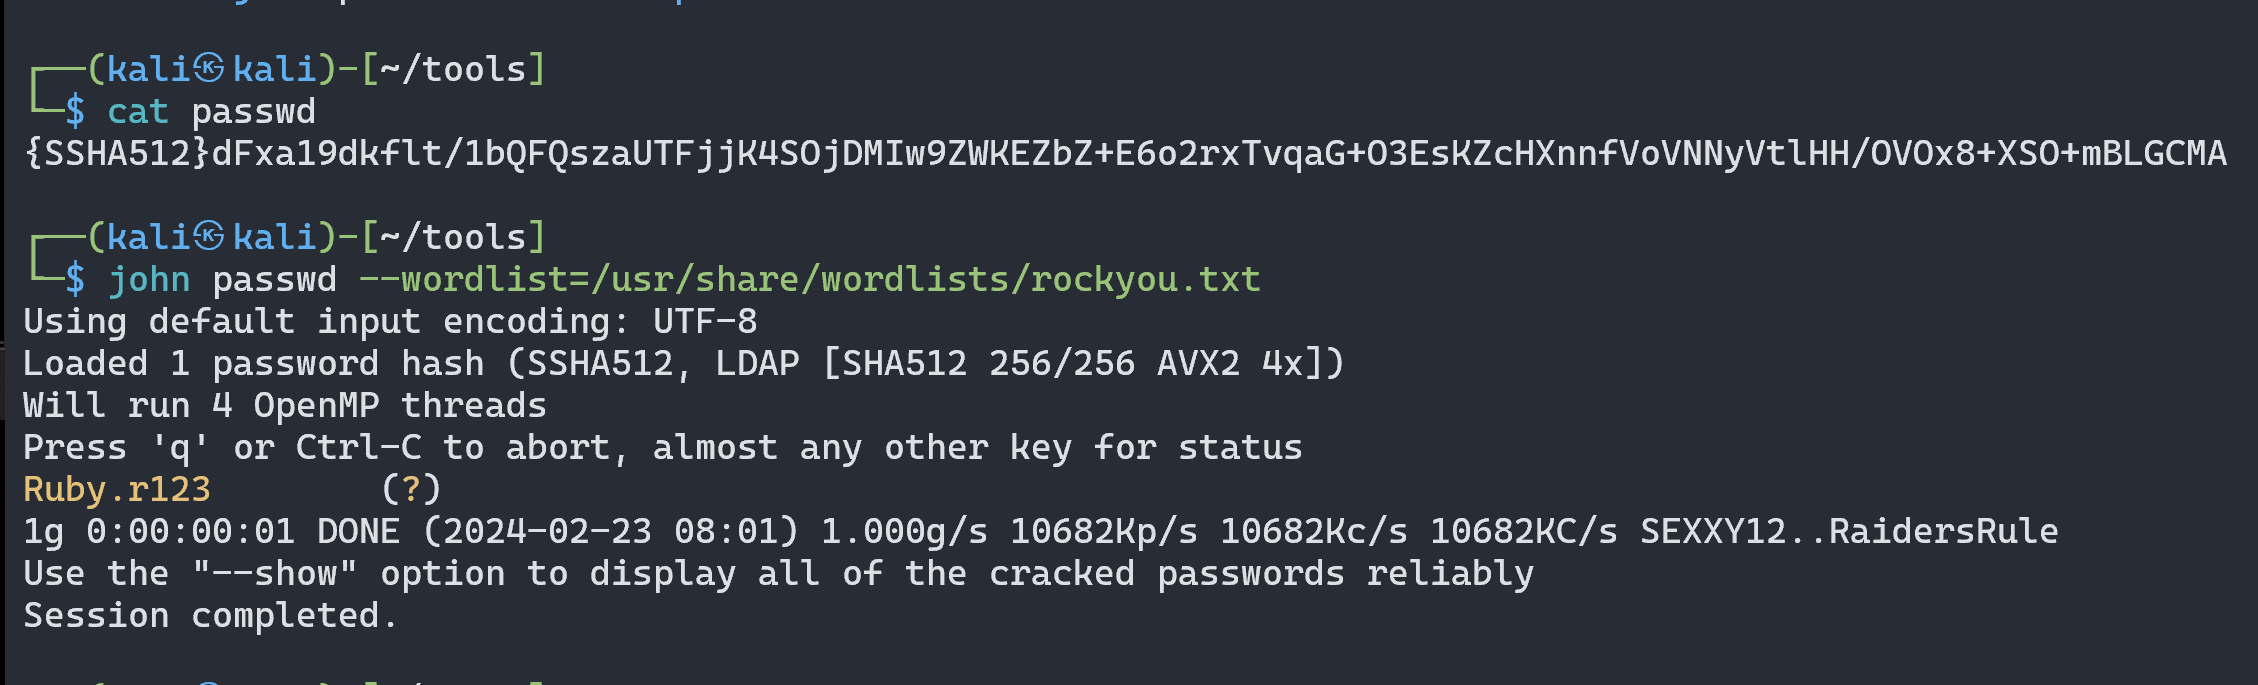 ┌──(kali㉿kali)-[~/tools]
└─$ cat passwd
{SSHA512}dFxa19dkflt/1bQFQszaUTFjjK4SOjDMIw9ZWKEZbZ+E6o2rxTvqaG+O3EsKZcHXnnfVoVNNyVtlHH/OVOx8+XSO+mBLGCMA
┌──(kali㉿kali)-[~/tools]
└─$ john passwd --wordlist=/usr/share/wordlists/rockyou.txt
Using default input encoding: UTF-8
Loaded 1 password hash (SSHA512, LDAP [SHA512 256/256 AVX2 4x])
Will run 4 OpenMP threads
Press 'q' or Ctrl-C to abort, almost any other key for status
Ruby.r123        (?)
1g 0:00:00:01 DONE (2024-02-23 08:01) 1.000g/s 10682Kp/s 10682Kc/s 10682KC/s SEXXY12..RaidersRule
Use the "--show" option to display all of the cracked passwords reliably
Session completed.